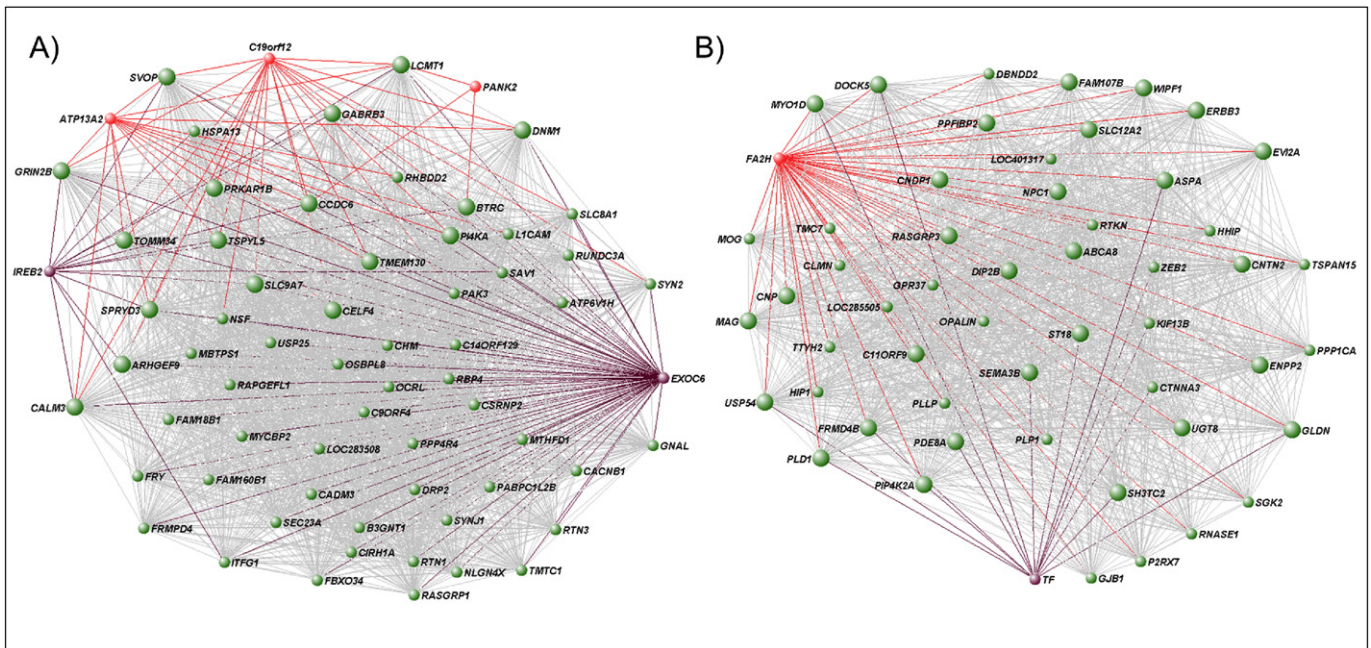 A)
C19orf12
LCMT1
SVOP
PANK2
ATP13A2
GABRB3
HSPA13
DNM1
GRIN2B
RHBDD2
PRKAR1B
CCDC6
BTRC
SLC8A1
TOMM34
TSPYL5
PI4KA
L1CAM
RUNDC3A
IREB2
TMEM130
SAV1
SYN2
SLC9A7
PAK3
ATP6V1H
SPRYD3
NSF
CELF4
MBTPS1
USP25
CHM
C14ORF129
ARHGEF9
OSBPL8
EXOC6
RAPGEFL1
OCRL
RBP4
CALM3
C9ORF4
CSRNP2
FAM18B1
MYCBP2
LOC283508
PPP4R4
MTHFD1
GNAL
FRY
FAM160B1
CACNB1
CADM3
DRP2
PABPC1L2B
FRMPD4
SEC23A
B3GNT1
SYNJ1
RTN3
ITFG1
CIRH1A
RTN1
FBXO34
NLGN4X
TMTC1
RASGRP1
B)
DBNDD2
DOCK5
FAM107B
WIPF1
MYO1D
ERBB3
PPFIBP2
SLC12A2
FA2H
LOC401317
EVI2A
CNDP1
NPC1
ASPA
TMC7
RTKN
HHIP
MOG
RASGRP3
ABCA8
CLMN
DIP2B
ZEB2
CNTN2
TSPAN15
GPR37
CNP
LOC285505
MAG
OPALIN
KIF13B
TTYH2
C11ORF9
ST18
PPP1CA
SEMA3B
ENPP2
HIP1
CTNNA3
USP54
PLLP
FRMD4B
PDE8A
PLP1
UGT8
GLDN
PLD1
PIP4K2A
SH3TC2
SGK2
RNASE1
P2RX7
TF
GJB1